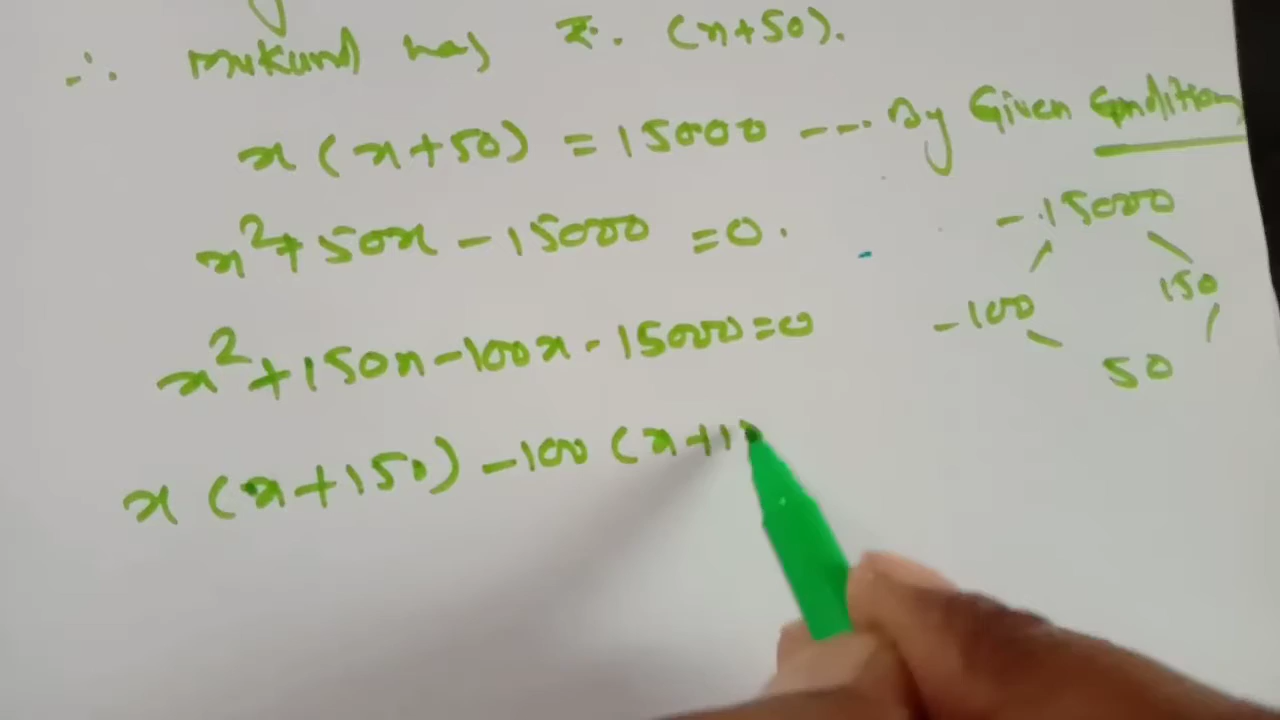 ∴ Mukund has ₹. (x+50).
x(x+50) = 15000 --- By Given Condition
x²+50x-15000 =0.
-15000
x²+150x-100x-15000=0
-100 150
50
x(x+150)-100(x+1